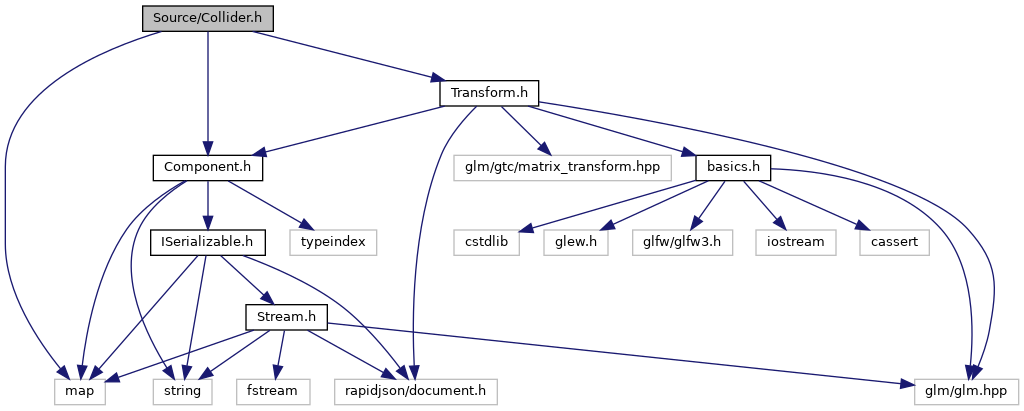 Source/Collider.h
Transform.h
Component.h
glm/gtc/matrix_transform.hpp
basics.h
ISerializable.h
typeindex
cstdlib
glew.h
glfw/glfw3.h
iostream
cassert
Stream.h
map
string
fstream
rapidjson/document.h
glm/glm.hpp